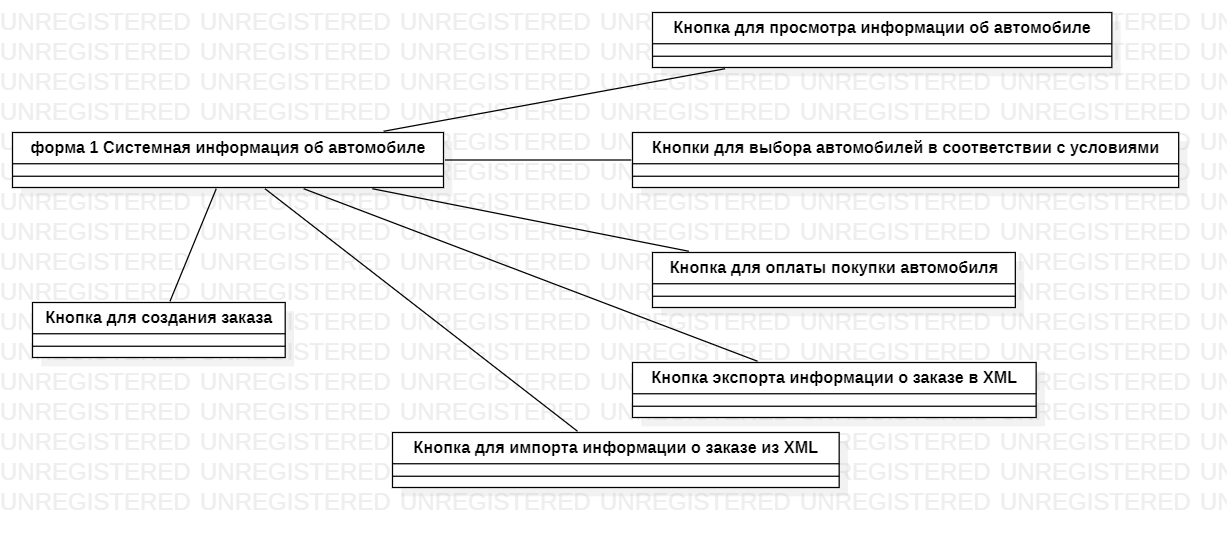 Кнопка для просмотра информации об автомобиле
форма 1 Системная информация об автомобиле
Кнопки для выбора автомобилей в соответствии с условиями
Кнопка для оплаты покупки автомобиля
Кнопка для создания заказа
Кнопка экспорта информации о заказе в XML
Кнопка для импорта информации о заказе из XML
UNREGISTERED